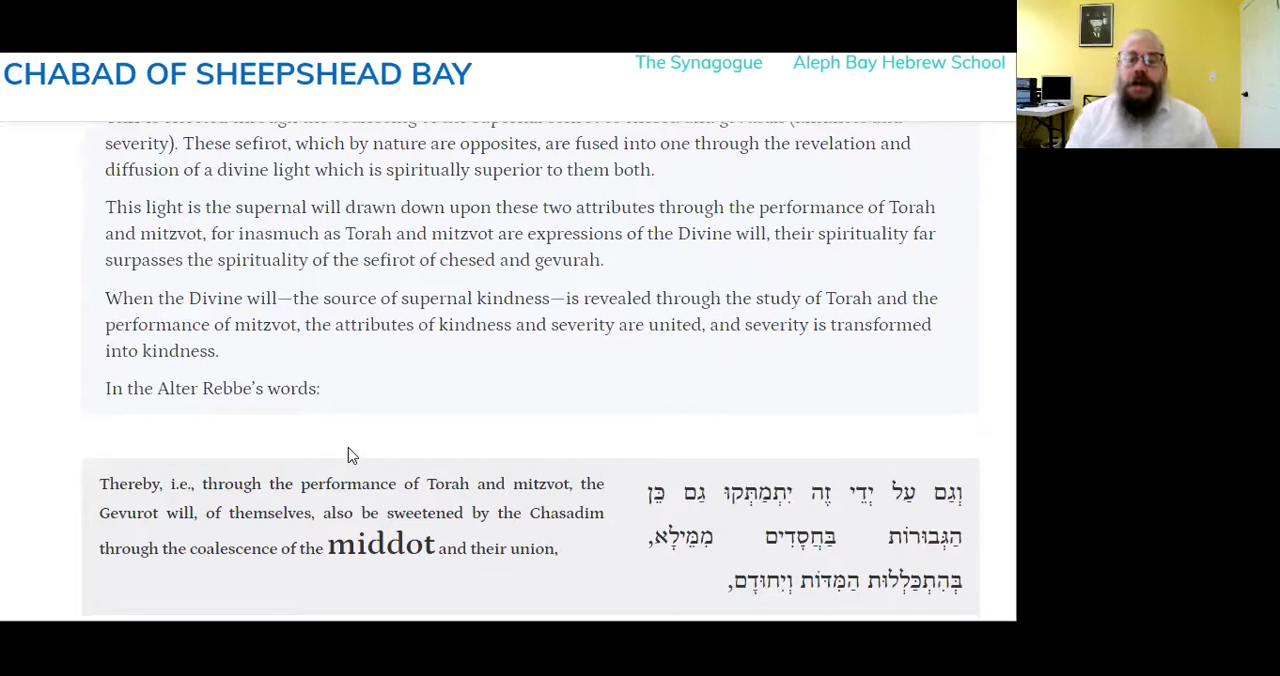 CHABAD OF SHEEPSHEAD BAY
The Synagogue Aleph Bay Hebrew School
severity). These sefirot, which by nature are opposites, are fused into one through the revelation and
diffusion of a divine light which is spiritually superior to them both.
This light is the supernal will drawn down upon these two attributes through the performance of Torah
and mitzvot, for inasmuch as Torah and mitzvot are expressions of the Divine will, their spirituality far
surpasses the spirituality of the sefirot of chesed and gevurah.
When the Divine will—the source of supernal kindness—is revealed through the study of Torah and the
performance of mitzvot, the attributes of kindness and severity are united, and severity is transformed
into kindness.
In the Alter Rebbe’s words:
Thereby, i.e., through the performance of Torah and mitzvot, the
Gevurot will, of themselves, also be sweetened by the Chasadim
through the coalescence of the middot and their union,
וְגַם עַל יְדֵי זֶה יִתְמַתְּקוּ גַּם כֵּן
הַגְּבוּרוֹת בַּחֲסָדִים מִמֵּילָא,
בְּהִתְכַּלְּלוּת הַמִּדּוֹת וְיִחוּדָם,